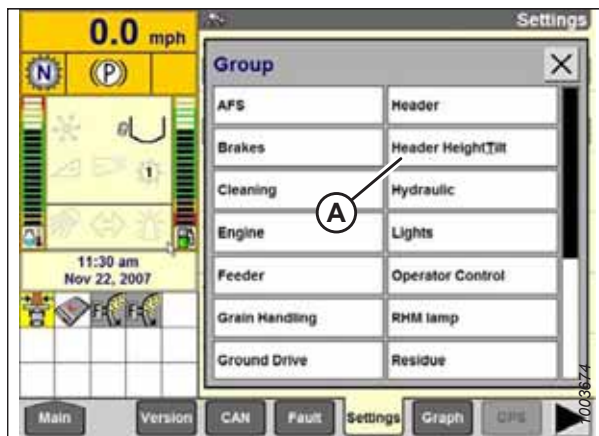 0.0 mph
Settings
N
(P)
Group
AFS
Header
Brakes
Header Height/Tilt
Cleaning
Hydraulic
A
Engine
Lights
Feeder
Operator Control
Grain Handling
RHM lamp
Ground Drive
Residue
1
11:30 am
Nov 22, 2007
F
F
Main
Version
CAN
Fault
Settings
Graph
GPS
1003674